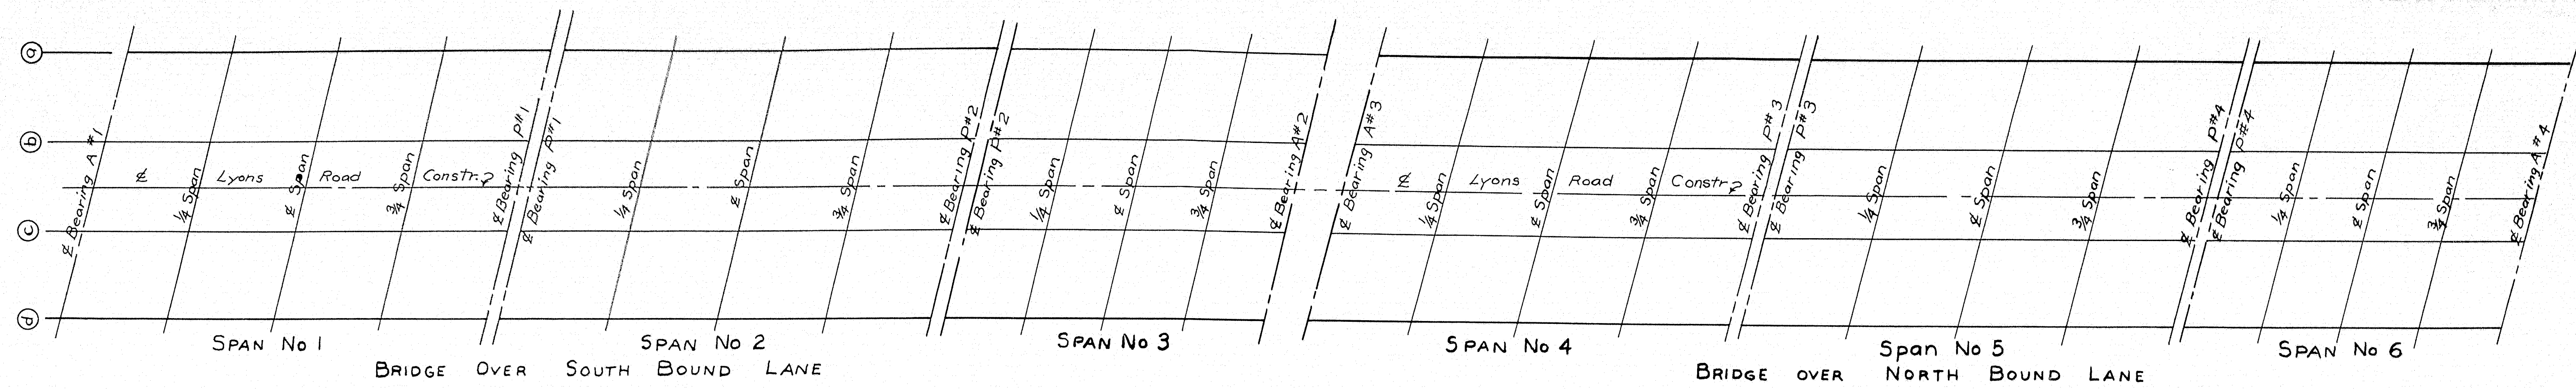 a
b
c
d
℄ Bearing A #1
℄ Lyons Road Constr.
1/4 Span
℄ Span
3/4 Span
℄ Bearing P#1
℄ Bearing P#1
1/4 Span
℄ Span
3/4 Span
℄ Bearing P#2
℄ Bearing P#2
1/4 Span
℄ Span
3/4 Span
℄ Bearing A#2
℄ Bearing A#3
℄ Lyons Road Constr.
1/4 Span
℄ Span
3/4 Span
℄ Bearing P#3
℄ Bearing P#3
1/4 Span
℄ Span
3/4 Span
℄ Bearing P#4
℄ Bearing P#4
1/4 Span
℄ Span
3/4 Span
℄ Bearing A#4
SPAN No 1
SPAN No 2
SPAN No 3
SPAN No 4
Span No 5
SPAN No 6
BRIDGE OVER SOUTH BOUND LANE
BRIDGE OVER NORTH BOUND LANE